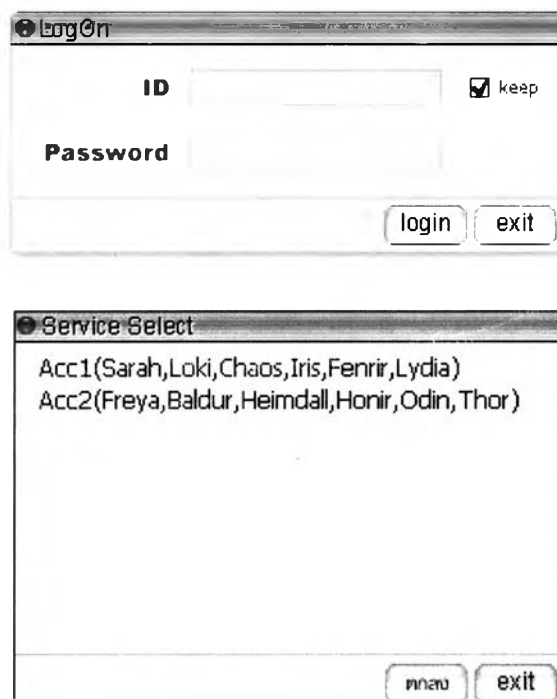 LogOn
ID
keep
Password
login exit
Service Select
Acc1(Sarah,Loki,Chaos,Iris,Fenrir,Lydia)
Acc2(Freya,Baldur,Heimdall,Honir,Odin,Thor)
ตกลง exit